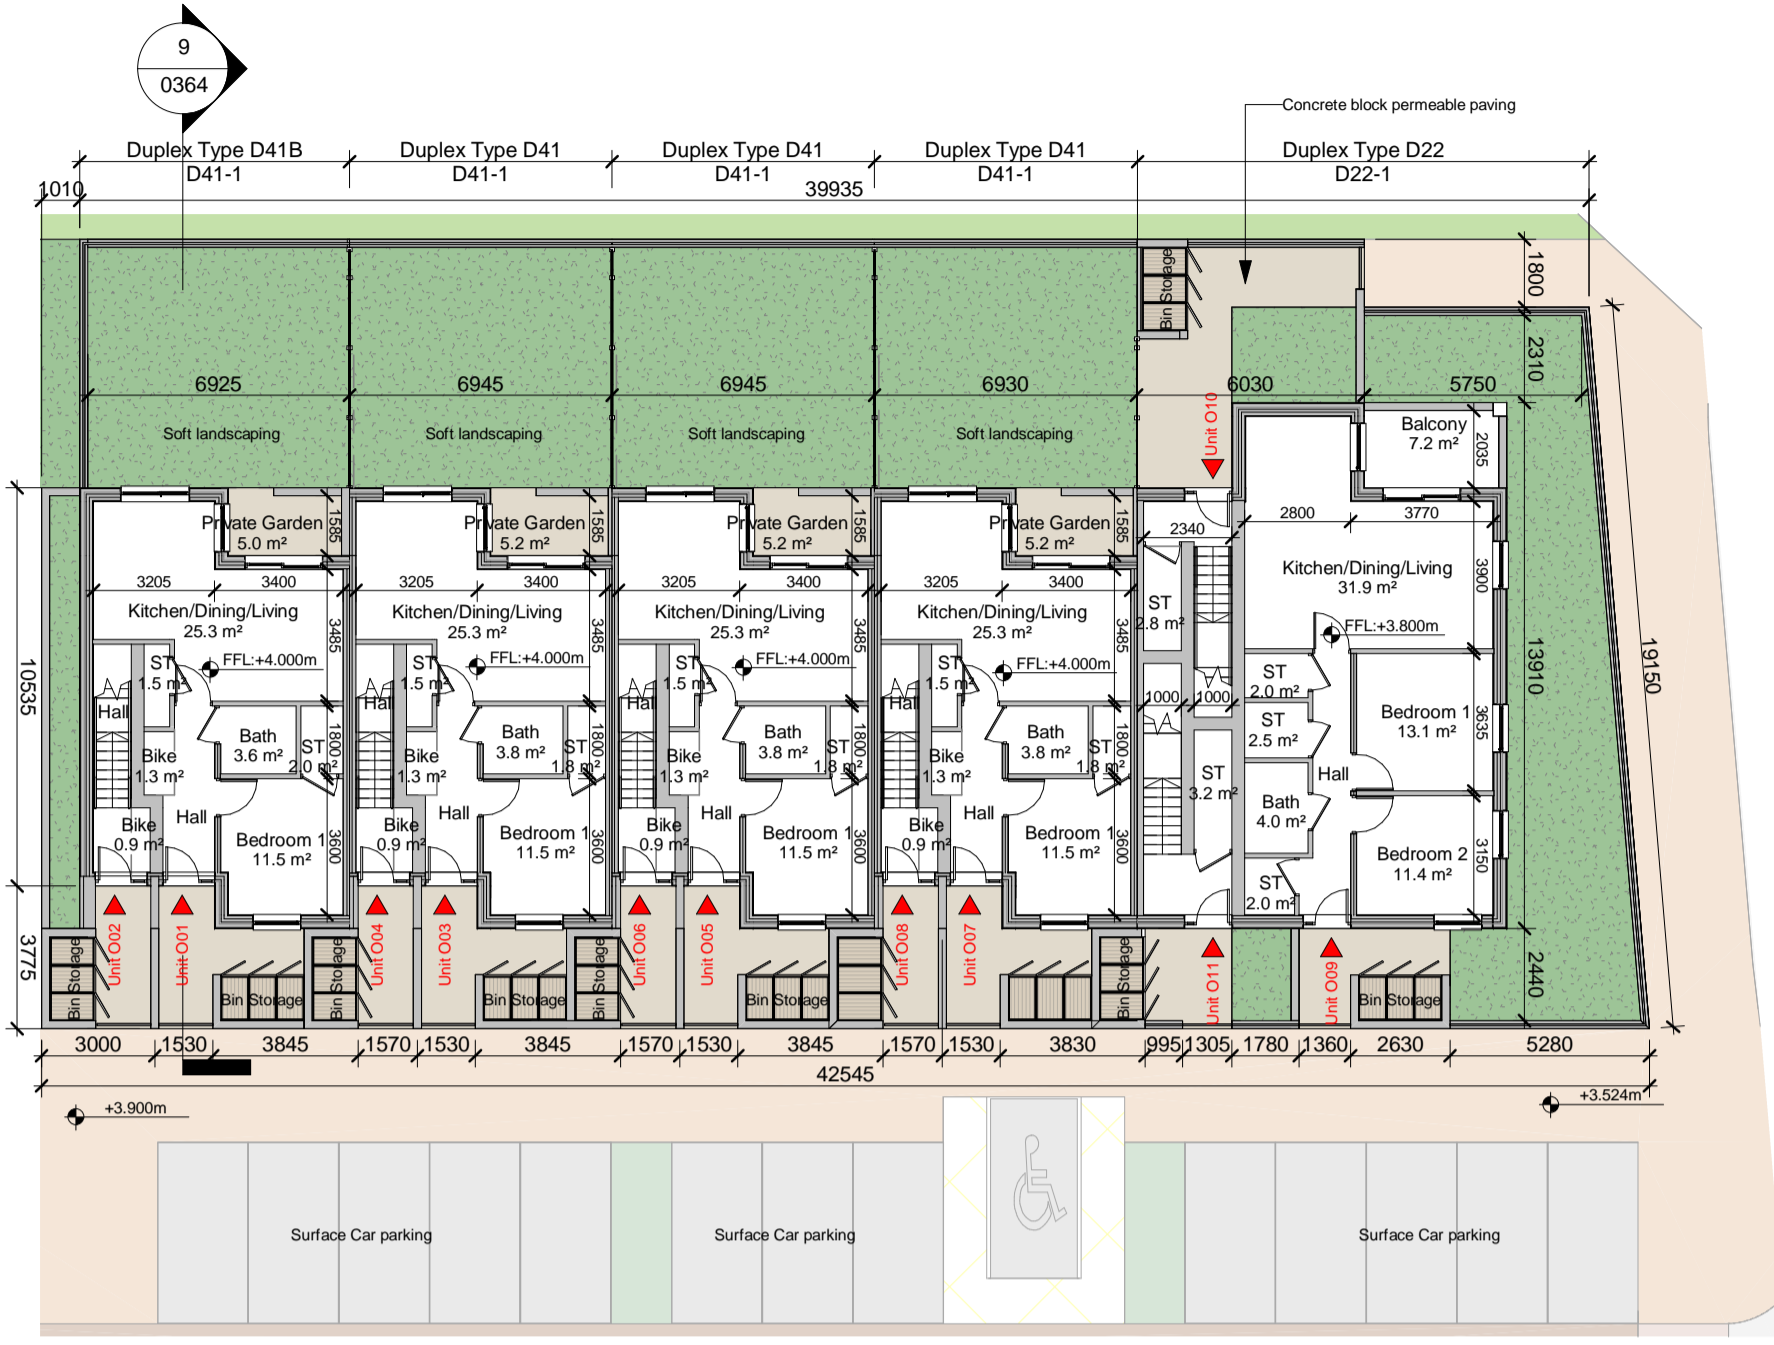 9
0364
Concrete block permeable paving
Duplex Type D41B
D41-1
Duplex Type D41
D41-1
Duplex Type D41
D41-1
Duplex Type D41
D41-1
Duplex Type D22
D22-1
1010
39935
1800
2310
Bin Storage
6925
6945
6945
6930
6030
5750
Soft landscaping
Soft landscaping
Soft landscaping
Soft landscaping
Unit O10
Balcony
7.2 m²
2035
Private Garden
5.0 m²
1585
Private Garden
5.2 m²
1585
Private Garden
5.2 m²
1585
Private Garden
5.2 m²
1585
2340
2800
3770
3205
3400
3205
3400
3205
3400
3205
3400
Kitchen/Dining/Living
25.3 m²
3485
Kitchen/Dining/Living
25.3 m²
3485
Kitchen/Dining/Living
25.3 m²
3485
Kitchen/Dining/Living
25.3 m²
3485
Kitchen/Dining/Living
31.9 m²
3900
ST
2.8 m²
FFL:+3.800m
ST
1.5 m²
FFL:+4.000m
ST
1.5 m²
FFL:+4.000m
ST
1.5 m²
FFL:+4.000m
ST
1.5 m²
FFL:+4.000m
10535
13910
19150
1000
1000
ST
2.0 m²
ST
2.5 m²
Bedroom 1
13.1 m²
3635
Hall
Hall
Hall
Hall
Bath
3.6 m²
ST
2.0 m²
1800
Bath
3.8 m²
ST
1.8 m²
1800
Bath
3.8 m²
ST
1.8 m²
1800
Bath
3.8 m²
ST
1.8 m²
1800
Bike
1.3 m²
Bike
1.3 m²
Bike
1.3 m²
Bike
1.3 m²
ST
3.2 m²
Hall
Bath
4.0 m²
Hall
Hall
Hall
Hall
Bike
0.9 m²
Bike
0.9 m²
Bike
0.9 m²
Bike
0.9 m²
Bedroom 1
11.5 m²
3600
Bedroom 1
11.5 m²
3600
Bedroom 1
11.5 m²
3600
Bedroom 1
11.5 m²
3600
Bedroom 2
11.4 m²
3150
ST
2.0 m²
3775
2440
Unit O02
Unit O01
Unit O04
Unit O03
Unit O06
Unit O05
Unit O08
Unit O07
Unit O11
Unit O09
Bin Storage
Bin Storage
Bin Storage
Bin Storage
Bin Storage
Bin Storage
Bin Storage
Bin Storage
3000
1530
3845
1570
1530
3845
1570
1530
3845
1570
1530
3830
995
1305
1780
1360
2630
5280
42545
+3.900m
+3.524m
Surface Car parking
Surface Car parking
Surface Car parking